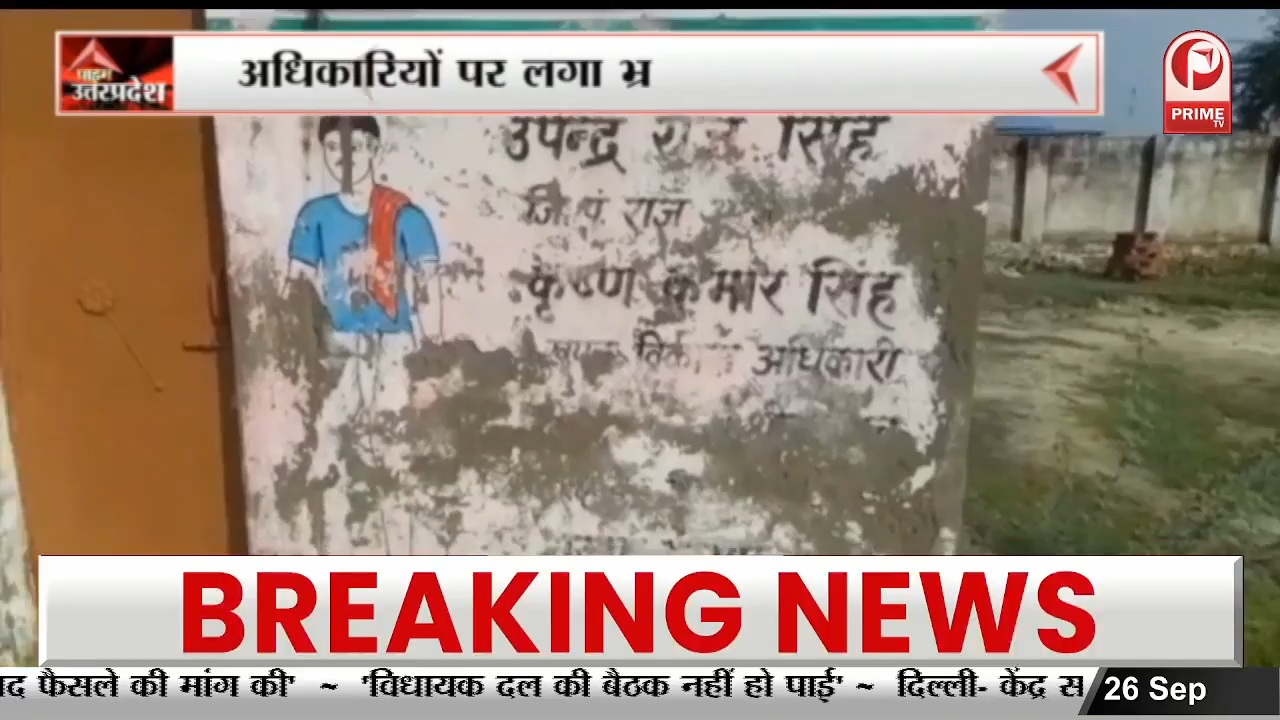 प्राइम
उत्तरप्रदेश
अधिकारियों पर लगा भ्र
PRIME
TV
उपेन्द्र राज सिंह
जि. पं. राज
कृष्ण कुमार सिंह
विकास अधिकारी
BREAKING NEWS
द फैसले की मांग की' ~ 'विधायक दल की बैठक नहीं हो पाई' ~ दिल्ली- केंद्र स
26 Sep